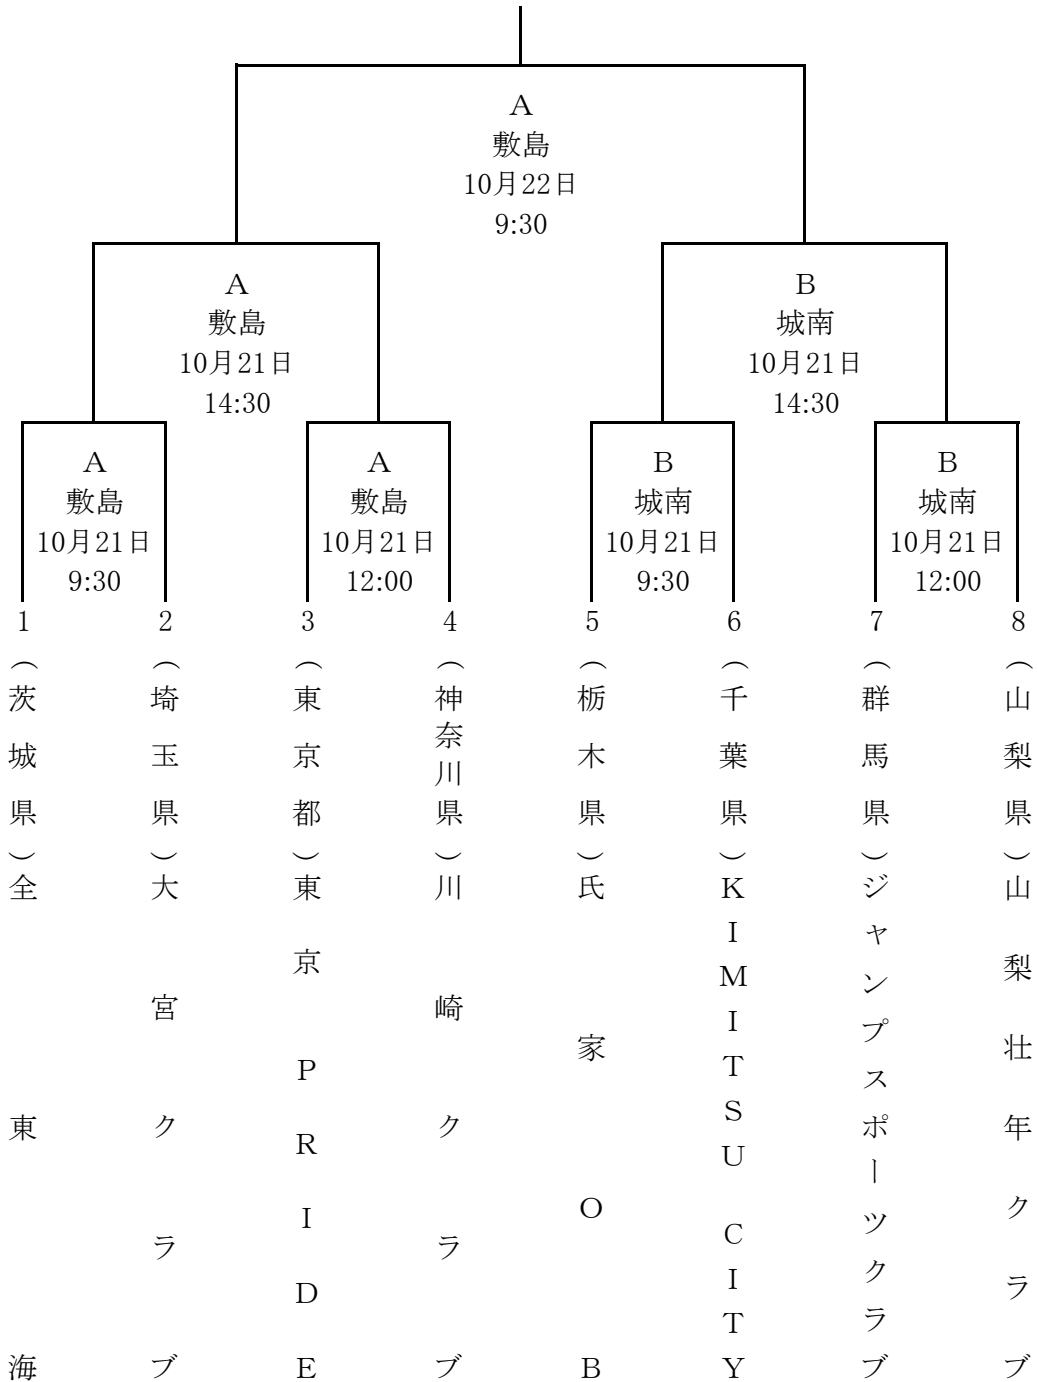 A
敷島
10月22日
9:30
A
敷島
10月21日
14:30
B
城南
10月21日
14:30
A
敷島
10月21日
9:30
A
敷島
10月21日
12:00
B
城南
10月21日
9:30
B
城南
10月21日
12:00
1
(茨城県)全東海
2
(埼玉県)大宮クラブ
3
(東京都)東京PRIDE
4
(神奈川県)川崎クラブ
5
(栃木県)氏家OB
6
(千葉県)KIMITSU CITY
7
(群馬県)ジャンプスポーツクラブ
8
(山梨県)山梨壮年クラブ